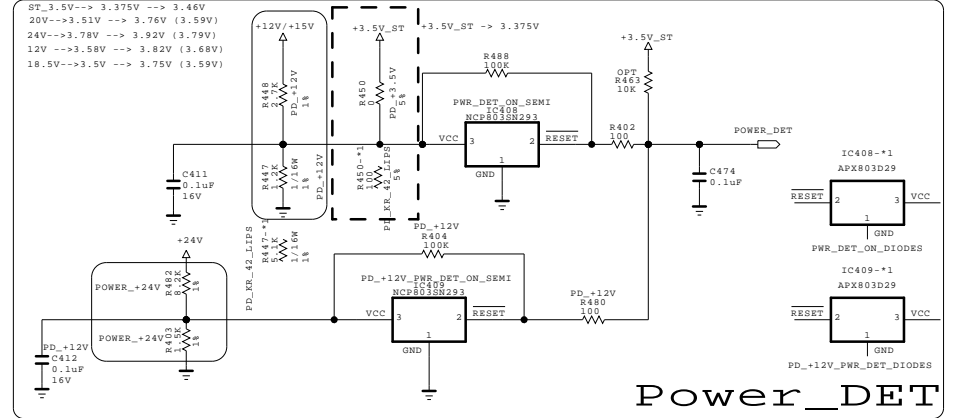 ST_3.5V--> 3.375V --> 3.46V
20V-->3.51V --> 3.76V (3.59V)
24V-->3.78V --> 3.92V (3.79V)
12V -->3.58V --> 3.82V (3.68V)
18.5V-->3.5V --> 3.75V (3.59V)
+12V/+15V
R448
2.7K
PD_+12V
1%
R447
1.2K
1/16W
1%
PD_+12V
+3.5V_ST
R450
0
PD_+3.5V
5%
R450-*1
100
PD_KR_42_LIPS
5%
+3.5V_ST -> 3.375V
R488
100K
PWR_DET_ON_SEMI
IC408
NCP803SN293
VCC
3
2
RESET
1
GND
R402
100
+3.5V_ST
OPT
R463
10K
POWER_DET
C474
0.1uF
16V
C411
0.1uF
16V
IC408-*1
APX803D29
RESET
2
3
VCC
1
GND
PWR_DET_ON_DIODES
+24V
POWER_+24V
R482
8.2K
1%
POWER_+24V
R403
1.5K
1%
PD_KR_42_LIPS
R447-*1
5.1K
1/16W
1%
PD_+12V
R404
100K
PD_+12V_PWR_DET_ON_SEMI
IC409
NCP803SN293
VCC
3
2
RESET
1
GND
PD_+12V
R480
100
PD_+12V
C412
0.1uF
16V
IC409-*1
APX803D29
RESET
2
3
VCC
1
GND
PD_+12V_PWR_DET_DIODES
Power_DET